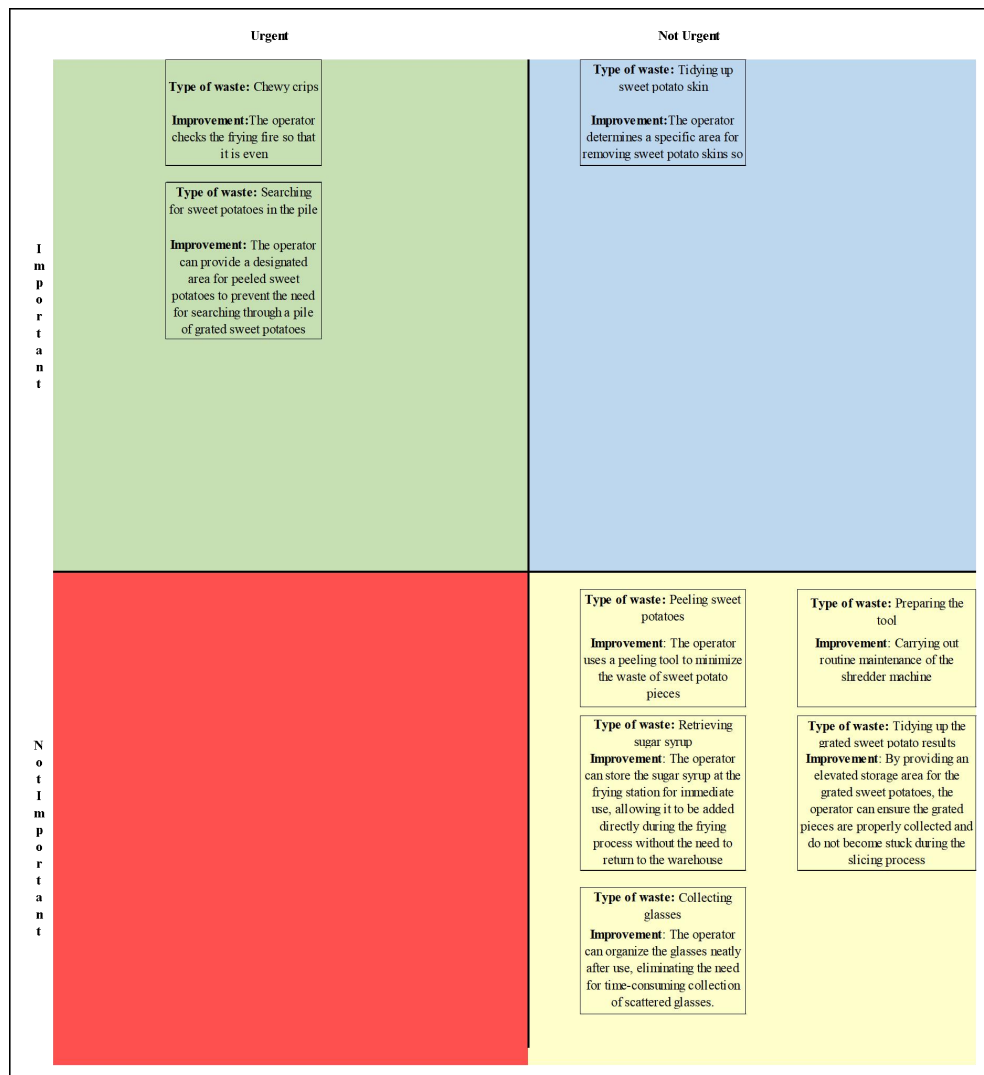 Urgent
Not Urgent
Important
Type of waste: Chewy crips
Improvement:The operator
checks the frying fire so that
it is even
Type of waste: Searching
for sweet potatoes in the pile
Improvement: The operator
can provide a designated
area for peeled sweet
potatoes to prevent the need
for searching through a pile
of grated sweet potatoes
Type of waste: Tidying up
sweet potato skin
Improvement:The operator
determines a specific area for
removing sweet potato skins so
Not Important
Type of waste: Peeling sweet
potatoes
Improvement: The operator
uses a peeling tool to minimize
the waste of sweet potato
pieces
Type of waste: Preparing the
tool
Improvement: Carrying out
routine maintenance of the
shredder machine
Type of waste: Retrieving
sugar syrup
Improvement: The operator
can store the sugar syrup at the
frying station for immediate
use, allowing it to be added
directly during the frying
process without the need to
return to the warehouse
Type of waste: Tidying up the
grated sweet potato results
Improvement: By providing an
elevated storage area for the
grated sweet potatoes, the
operator can ensure the grated
pieces are properly collected and
do not become stuck during the
slicing process
Type of waste: Collecting
glasses
Improvement: The operator
can organize the glasses neatly
after use, eliminating the need
for time-consuming collection
of scattered glasses.